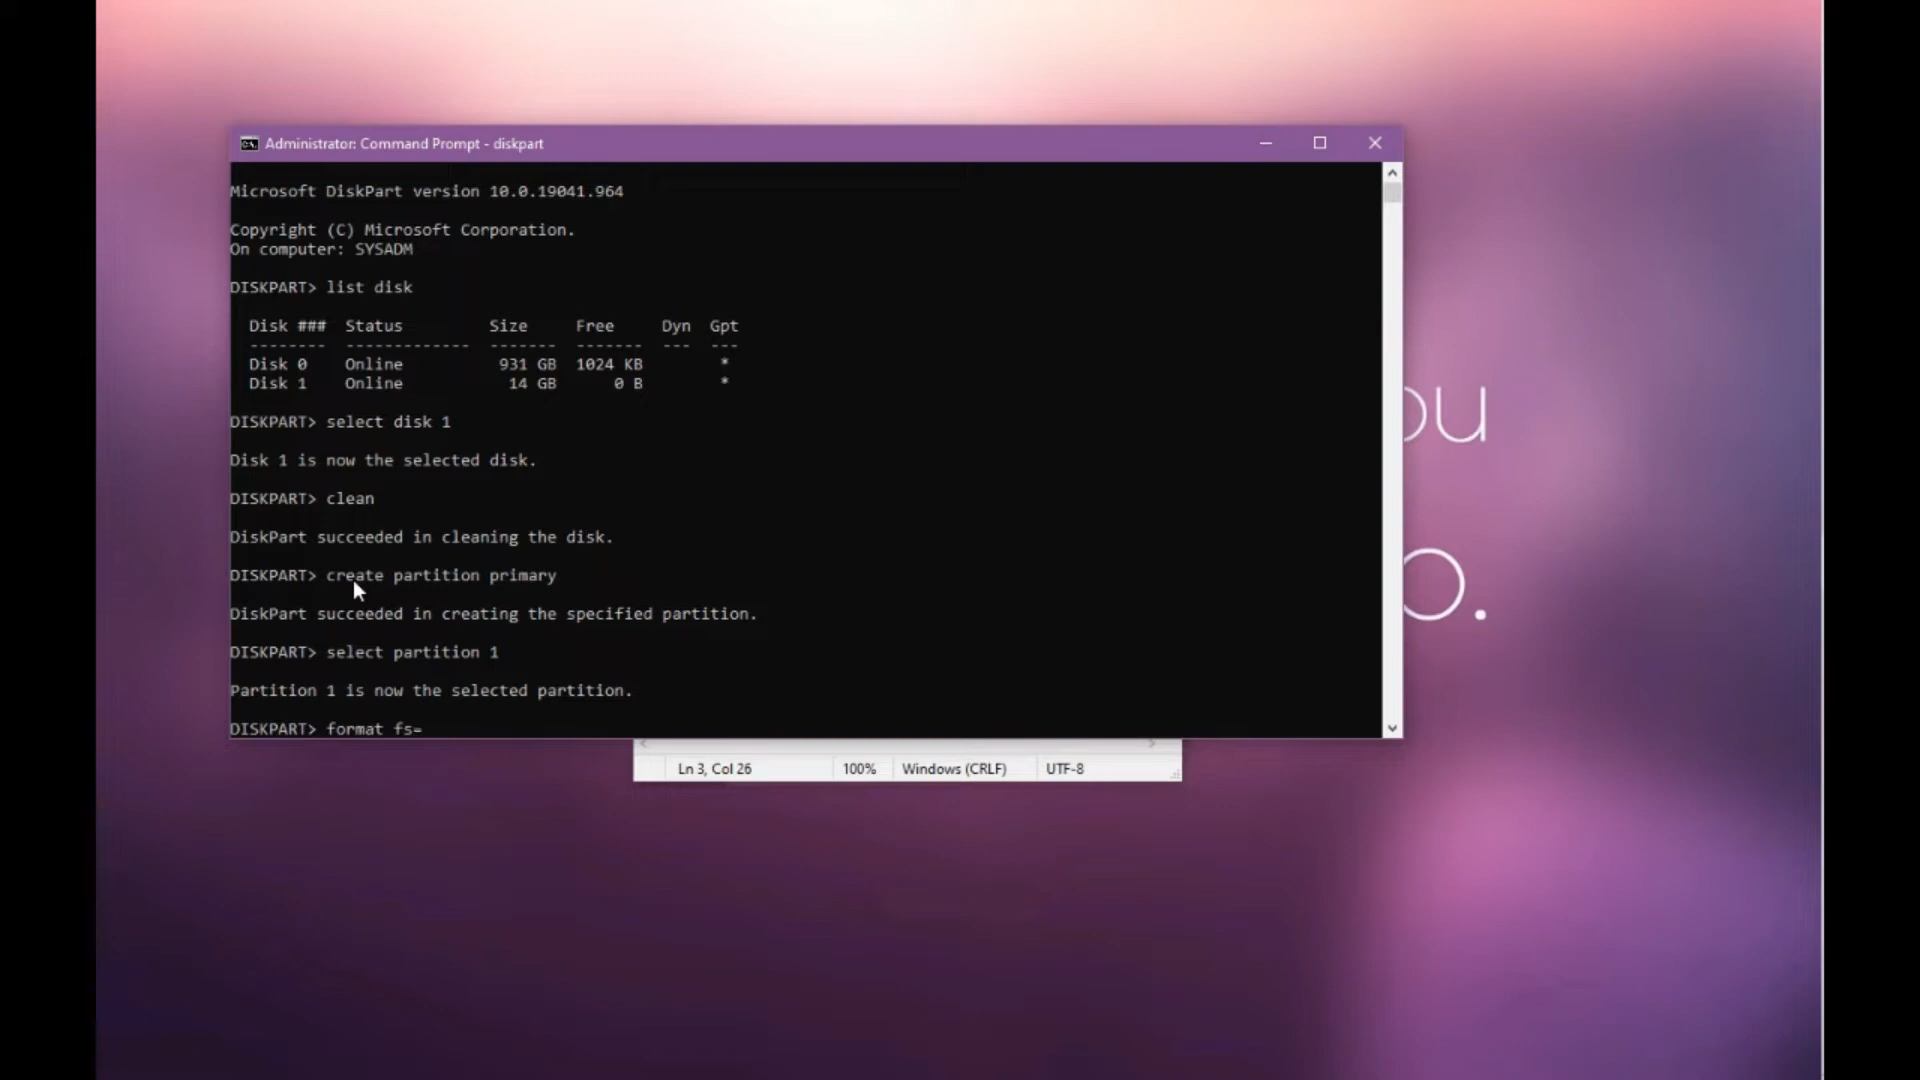 Administrator: Command Prompt - diskpart
Microsoft DiskPart version 10.0.19041.964
Copyright (C) Microsoft Corporation.
On computer: SYSADM
DISKPART> list disk
Disk ### Status Size Free Dyn Gpt
-------- ------------- ------- ------- --- ---
Disk 0 Online 931 GB 1024 KB *
Disk 1 Online 14 GB 0 B *
DISKPART> select disk 1
Disk 1 is now the selected disk.
DISKPART> clean
DiskPart succeeded in cleaning the disk.
DISKPART> create partition primary
DiskPart succeeded in creating the specified partition.
DISKPART> select partition 1
Partition 1 is now the selected partition.
DISKPART> format fs=
Ln 3, Col 26 100% Windows (CRLF) UTF-8
ou
o.